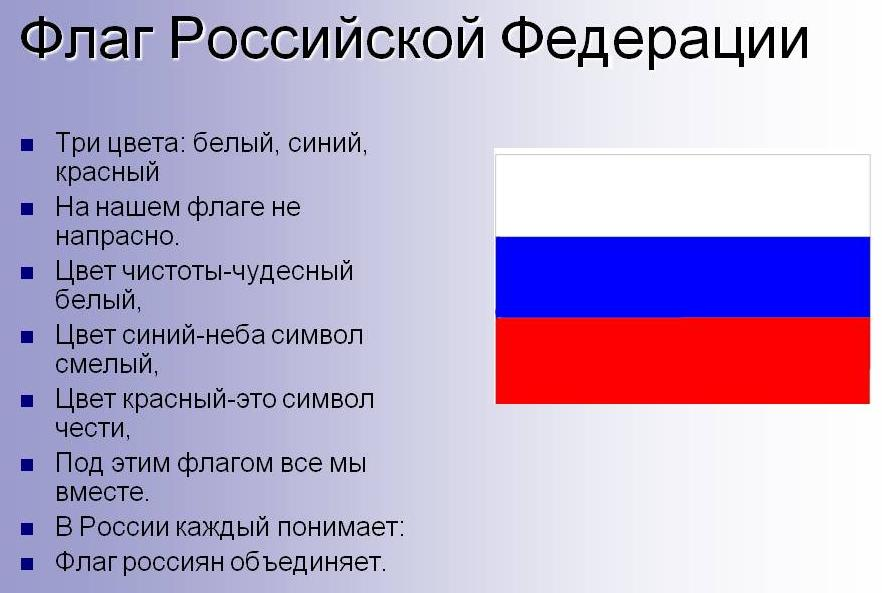 Флаг Российской Федерации
Три цвета: белый, синий,
красный
На нашем флаге не
напрасно.
Цвет чистоты-чудесный
белый,
Цвет синий-неба символ
смелый,
Цвет красный-это символ
чести,
Под этим флагом все мы
вместе.
В России каждый понимает:
Флаг россиян объединяет.